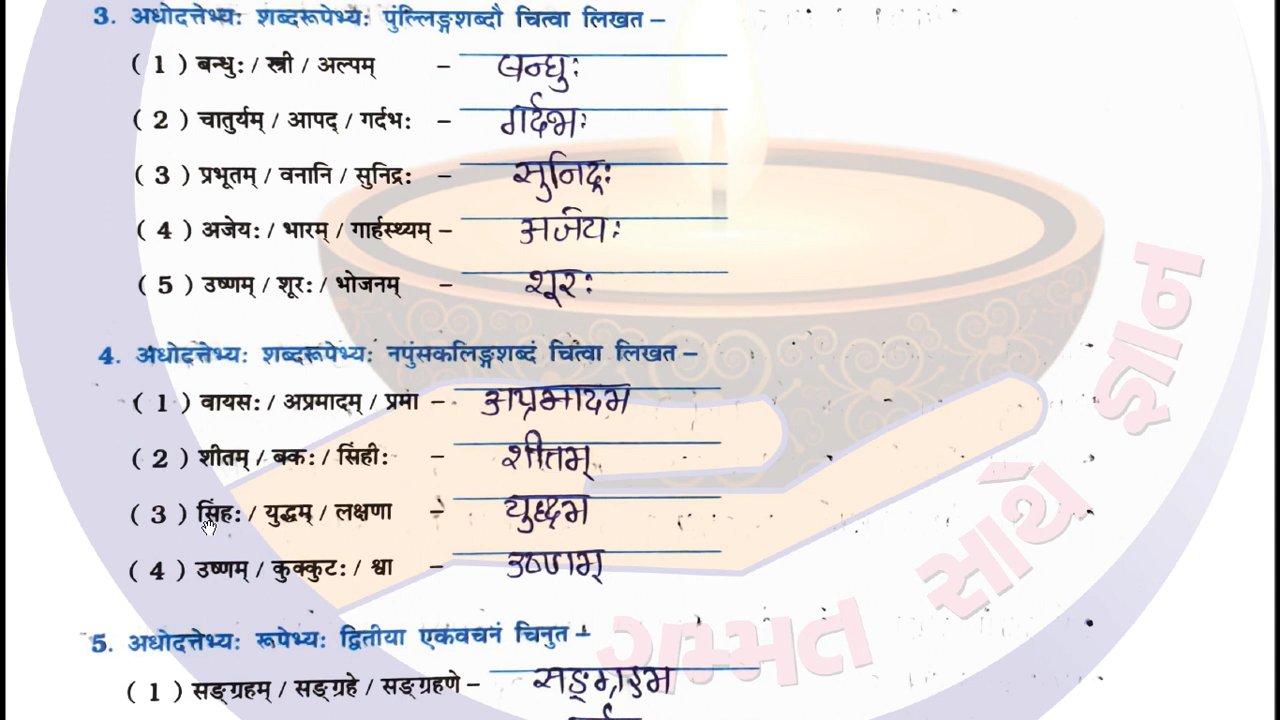 3. अधोदत्तेभ्यः शब्दरूपेभ्यः पुंल्लिङ्गशब्दौ चित्वा लिखत –
( 1 ) बन्धुः / स्त्री / अल्पम् – बन्धुः
( 2 ) चातुर्यम् / आपद् / गर्दभः – गर्दभः
( 3 ) प्रभूतम् / वनानि / सुनिद्रः – सुनिद्रः
( 4 ) अजेयः / भारम् / गार्हस्थ्यम् – अजेयः
( 5 ) उष्णम् / शूरः / भोजनम् – शूरः
4. अधोदत्तेभ्यः शब्दरूपेभ्यः नपुंसकलिङ्गशब्दं चित्वा लिखत –
( 1 ) वायसः / अप्रमादम् / प्रमा – अप्रमादम
( 2 ) शीतम् / बकः / सिंहीः – शीतम्
( 3 ) सिंहः / युद्धम् / लक्षणा – युद्धम
( 4 ) उष्णम् / कुक्कुटः / श्वा – उष्णम्
5. अधोदत्तेभ्यः रूपेभ्यः द्वितीया एकवचनं चिनुत –
( 1 ) सङ्ग्रहम् / सङ्ग्रहे / सङ्ग्रहणे – सङ्ग्रहम
ગમ્મત સાથે જ્ઞાન